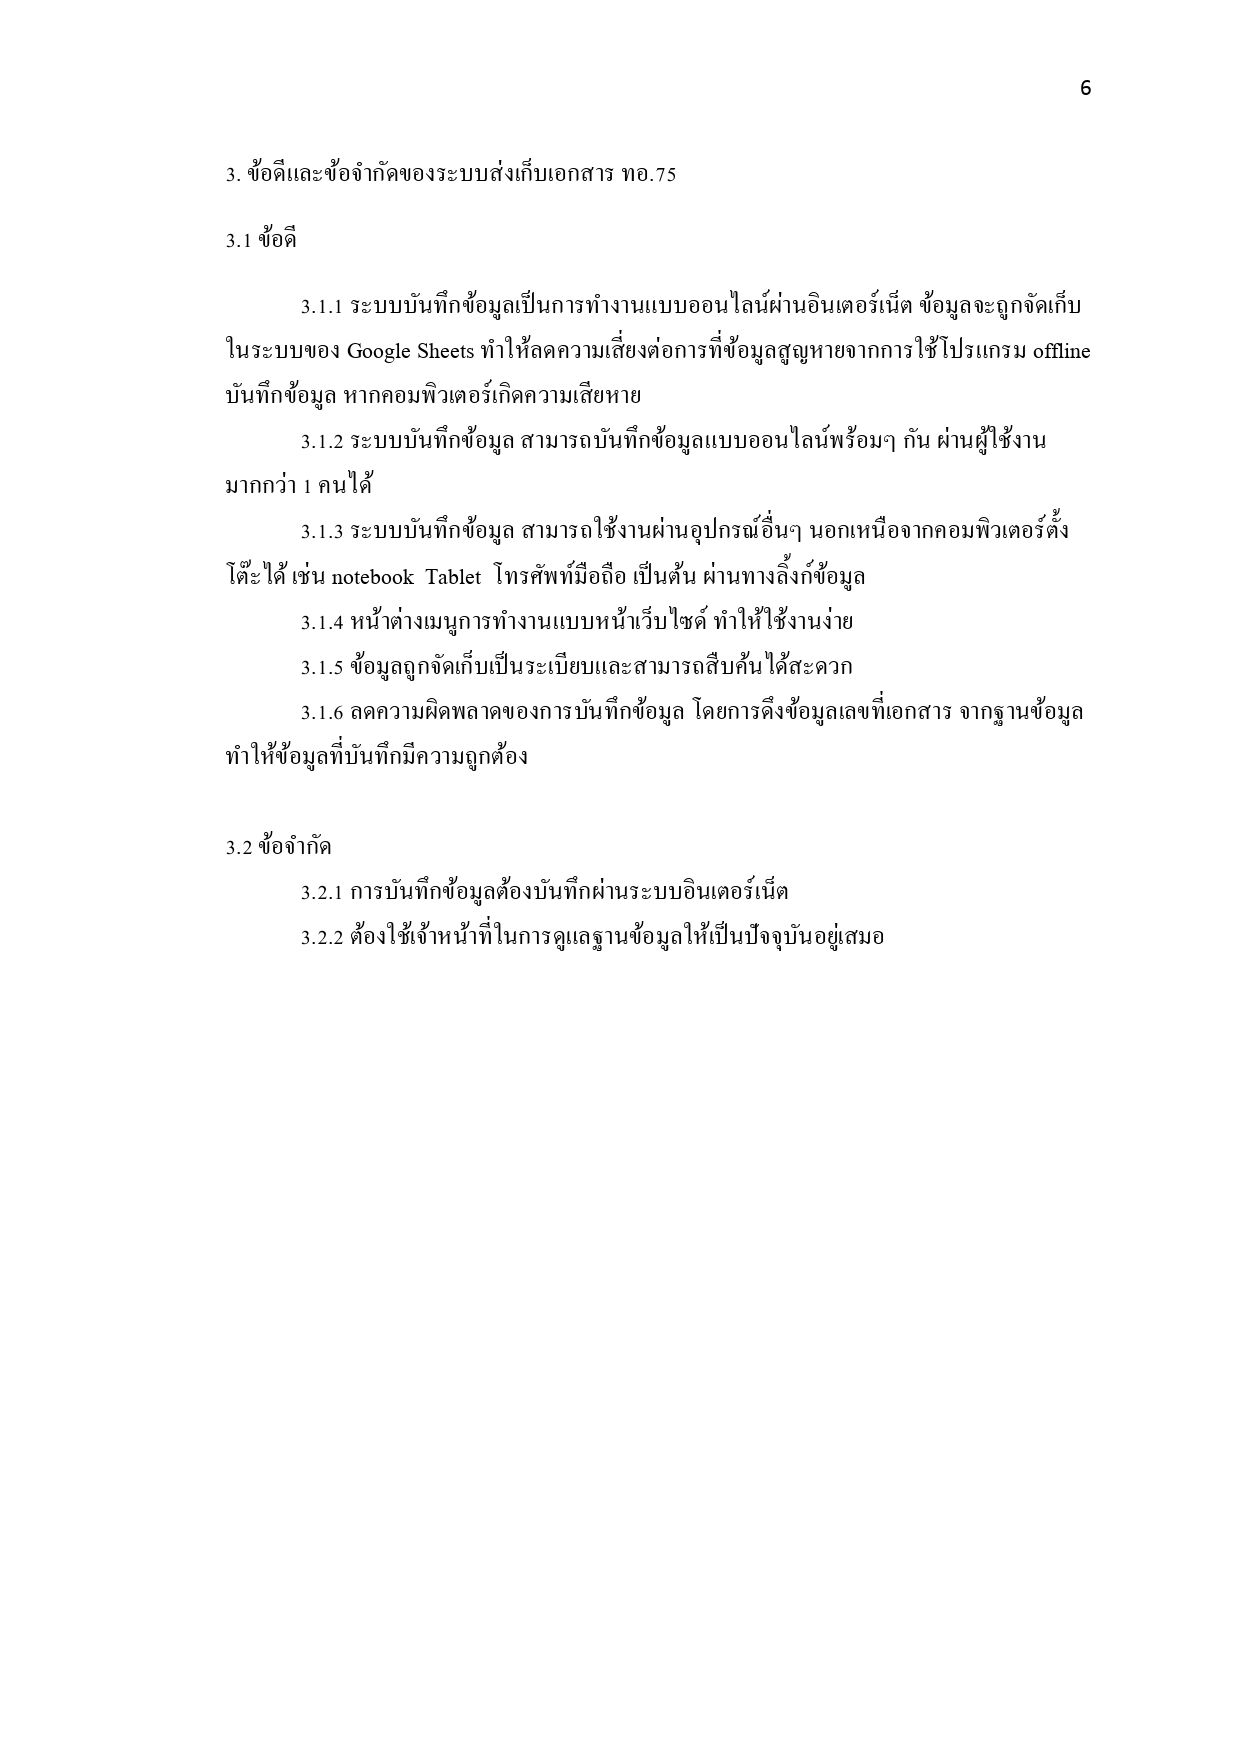 6
3. ข้อดีและข้อจำกัดของระบบส่งเก็บเอกสาร ทอ.75
3.1 ข้อดี
3.1.1 ระบบบันทึกข้อมูลเป็นการทำงานแบบออนไลน์ผ่านอินเตอร์เน็ต ข้อมูลจะถูกจัดเก็บ
ในระบบของ Google Sheets ทำให้ลดความเสี่ยงต่อการที่ข้อมูลสูญหายจากการใช้โปรแกรม offline
บันทึกข้อมูล หากคอมพิวเตอร์เกิดความเสียหาย
3.1.2 ระบบบันทึกข้อมูล สามารถบันทึกข้อมูลแบบออนไลน์พร้อมๆ กัน ผ่านผู้ใช้งาน
มากกว่า 1 คนได้
3.1.3 ระบบบันทึกข้อมูล สามารถใช้งานผ่านอุปกรณ์อื่นๆ นอกเหนือจากคอมพิวเตอร์ตั้ง
โต๊ะได้ เช่น notebook  Tablet  โทรศัพท์มือถือ เป็นต้น ผ่านทางลิ้งก์ข้อมูล
3.1.4 หน้าต่างเมนูการทำงานแบบหน้าเว็บไซด์ ทำให้ใช้งานง่าย
3.1.5 ข้อมูลถูกจัดเก็บเป็นระเบียบและสามารถสืบค้นได้สะดวก
3.1.6 ลดความผิดพลาดของการบันทึกข้อมูล โดยการดึงข้อมูลเลขที่เอกสาร จากฐานข้อมูล
ทำให้ข้อมูลที่บันทึกมีความถูกต้อง
3.2 ข้อจำกัด
3.2.1 การบันทึกข้อมูลต้องบันทึกผ่านระบบอินเตอร์เน็ต
3.2.2 ต้องใช้เจ้าหน้าที่ในการดูแลฐานข้อมูลให้เป็นปัจจุบันอยู่เสมอ